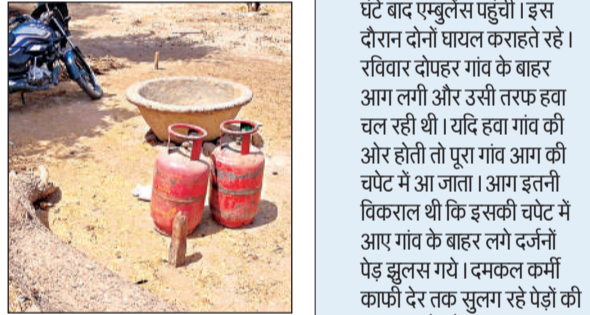 घंटे बाद एम्बुलेंस पहुंची । इस
दौरान दोनों घायल कराहते रहे ।
रविवार दोपहर गांव के बाहर
आग लगी और उसी तरफ हवा
चल रही थी । यदि हवा गांव की
ओर होती तो पूरा गांव आग की
चपेट में आ जाता । आग इतनी
विकराल थी कि इसकी चपेट में
आए गांव के बाहर लगे दर्जनों
पेड़ झुलस गये । दमकल कर्मी
काफी देर तक सुलग रहे पेड़ों की